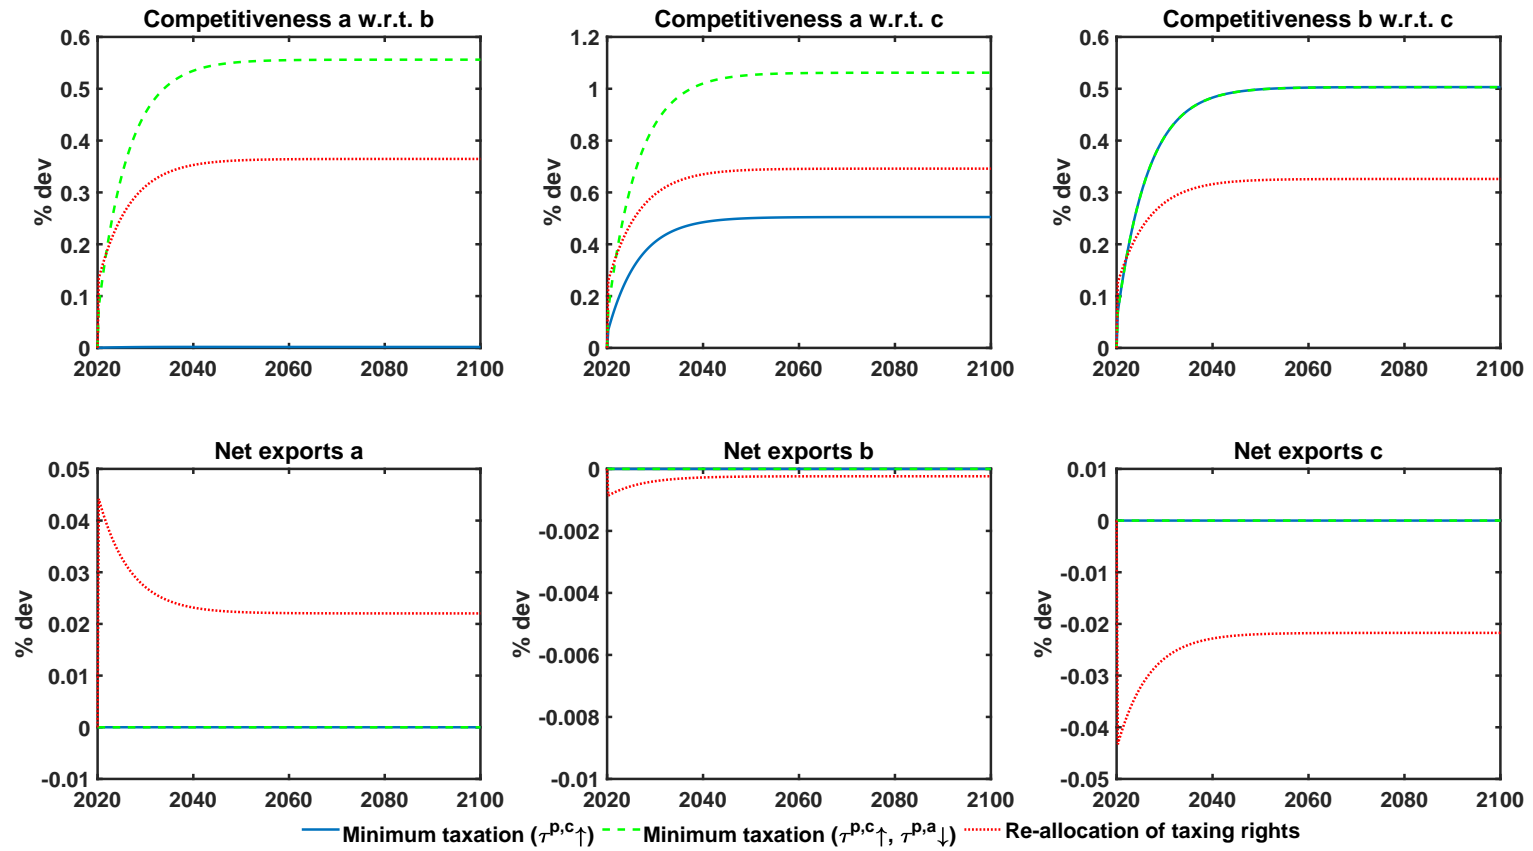 Competitiveness a w.r.t. b
0.6
0.5
0.4
0.3
0.2
0.1
0
% dev
2020 2040 2060 2080 2100
Competitiveness a w.r.t. c
1.2
1
0.8
0.6
0.4
0.2
0
% dev
2020 2040 2060 2080 2100
Competitiveness b w.r.t. c
0.6
0.5
0.4
0.3
0.2
0.1
0
% dev
2020 2040 2060 2080 2100
Net exports a
0.05
0.04
0.03
0.02
0.01
0
-0.01
% dev
2020 2040 2060 2080 2100
Net exports b
0
-0.002
-0.004
-0.006
-0.008
-0.01
% dev
2020 2040 2060 2080 2100
Net exports c
0.01
0
-0.01
-0.02
-0.03
-0.04
-0.05
% dev
2020 2040 2060 2080 2100
Minimum taxation (τ^p,c↑) Minimum taxation (τ^p,c↑, τ^p,a↓) Re-allocation of taxing rights